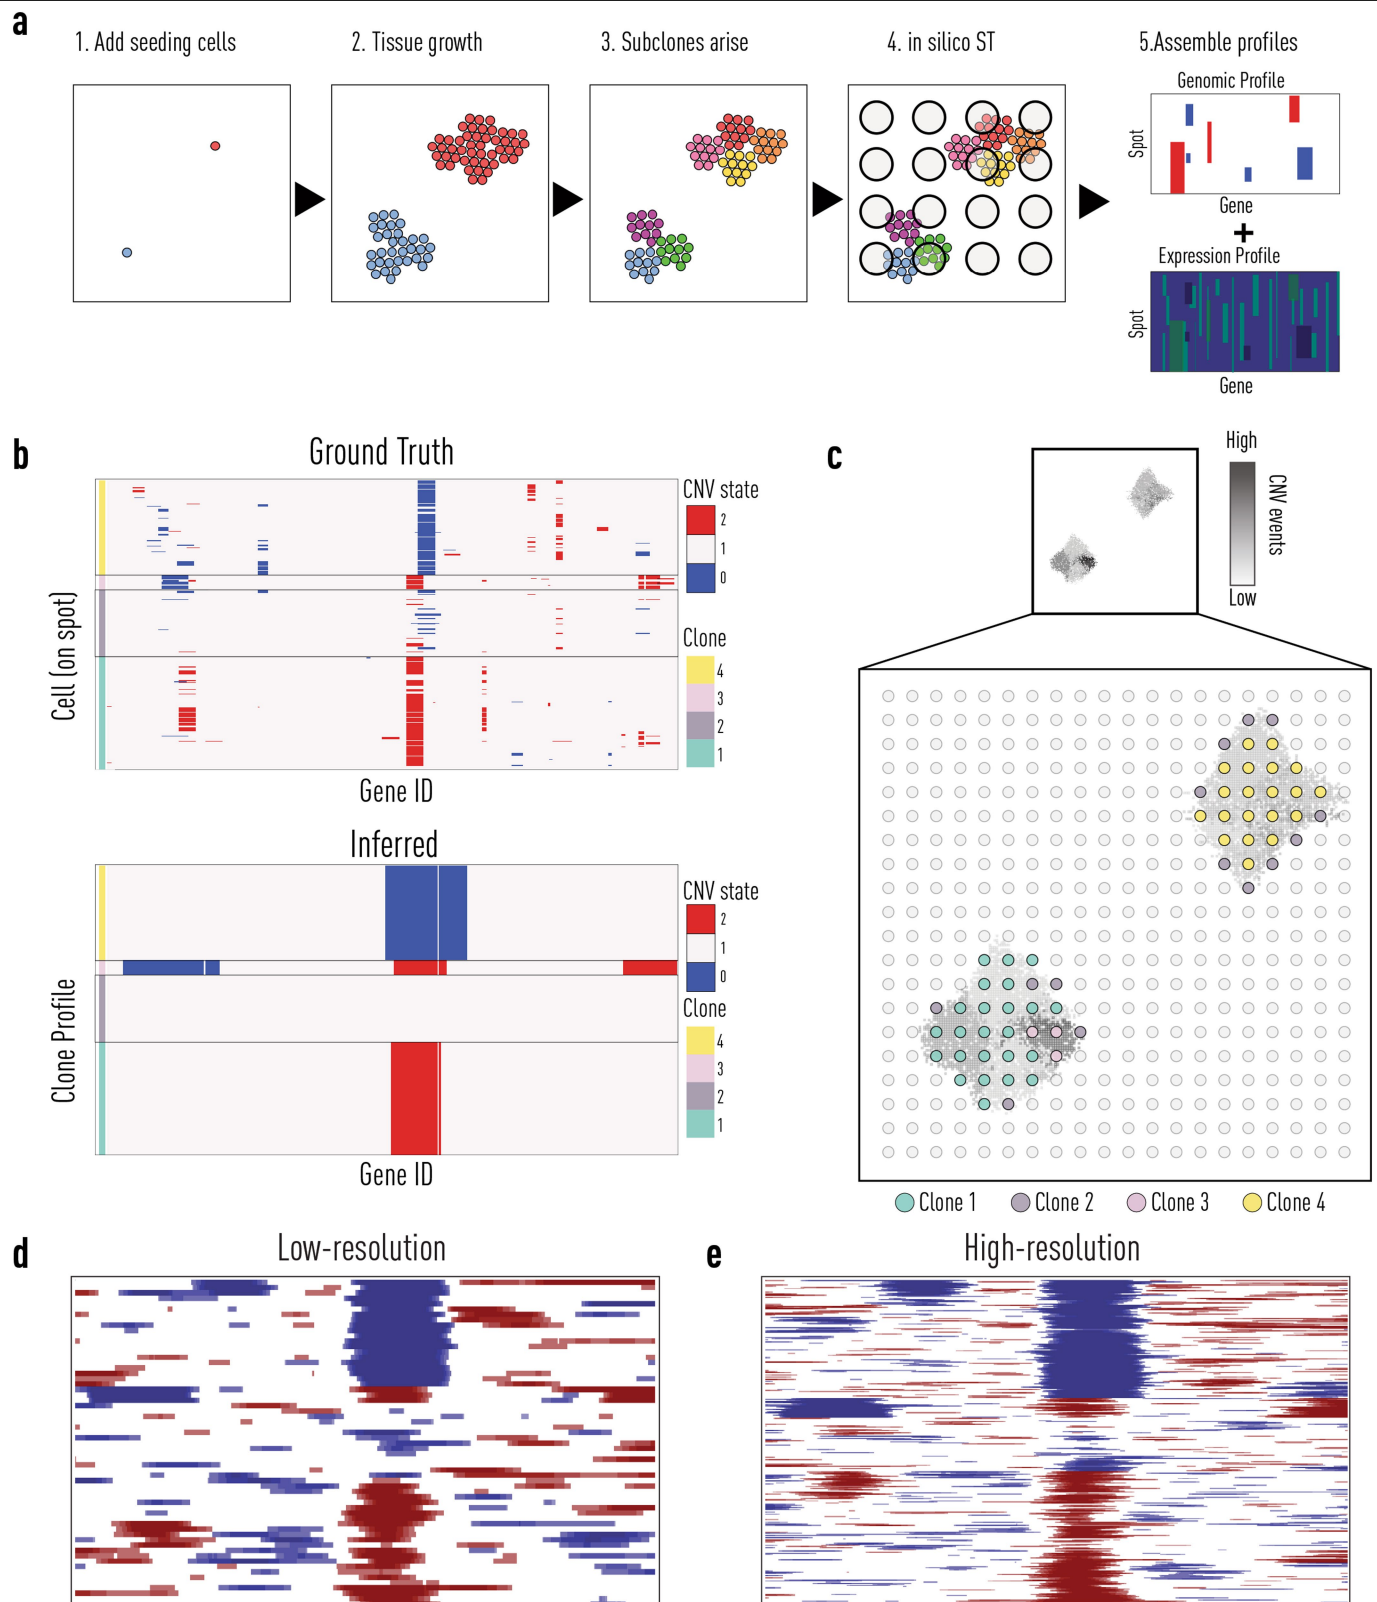 a
1. Add seeding cells
2. Tissue growth
3. Subclones arise
4. in silico ST
5.Assemble profiles
Genomic Profile
Spot
Gene
+
Expression Profile
Spot
Gene
b
Ground Truth
Cell (on spot)
Gene ID
CNV state
2
1
0
Clone
4
3
2
1
Inferred
Clone Profile
Gene ID
CNV state
2
1
0
Clone
4
3
2
1
c
High
CNV events
Low
Clone 1
Clone 2
Clone 3
Clone 4
d
Low-resolution
e
High-resolution